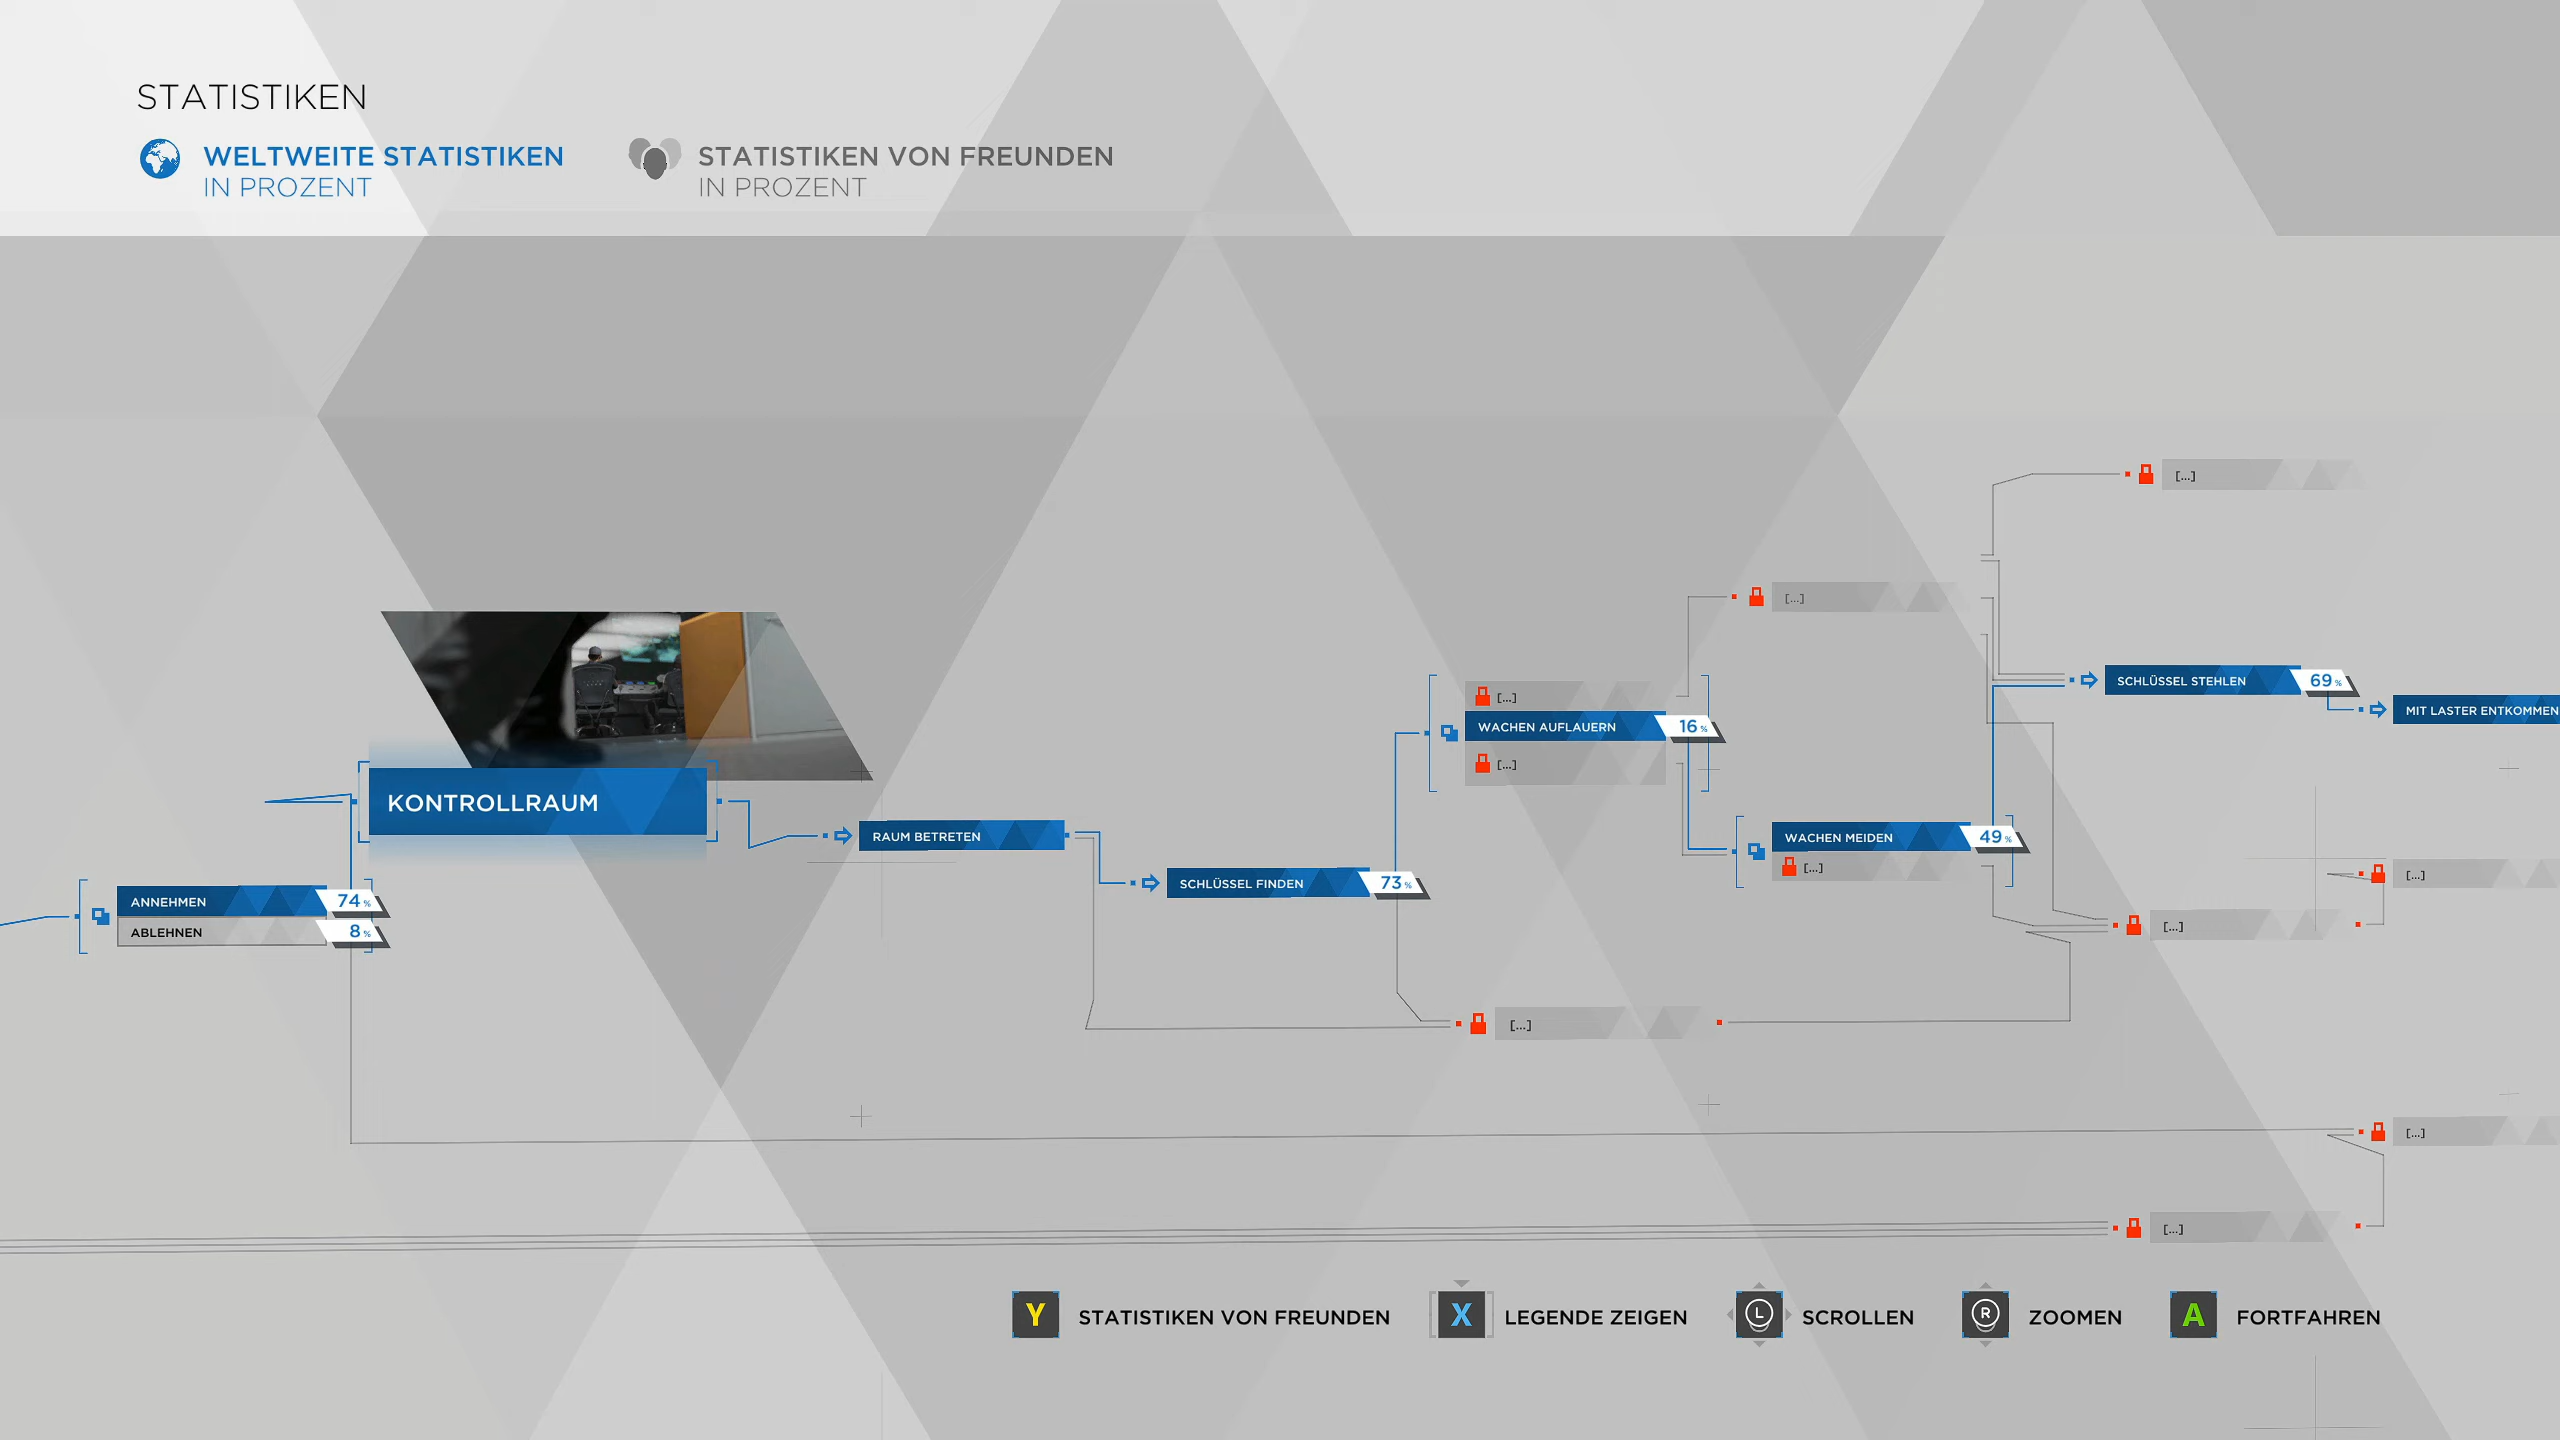 STATISTIKEN
WELTWEITE STATISTIKEN
IN PROZENT
STATISTIKEN VON FREUNDEN
IN PROZENT
[...]
[...]
SCHLÜSSEL STEHLEN 69%
MIT LASTER ENTKOMMEN
[...]
WACHEN AUFLAUERN 16%
[...]
KONTROLLRAUM
RAUM BETRETEN
WACHEN MEIDEN 49%
[...]
SCHLÜSSEL FINDEN 73%
[...]
ANNEHMEN 74%
ABLEHNEN 8%
[...]
[...]
[...]
[...]
Y STATISTIKEN VON FREUNDEN
X LEGENDE ZEIGEN
L SCROLLEN
R ZOOMEN
A FORTFAHREN